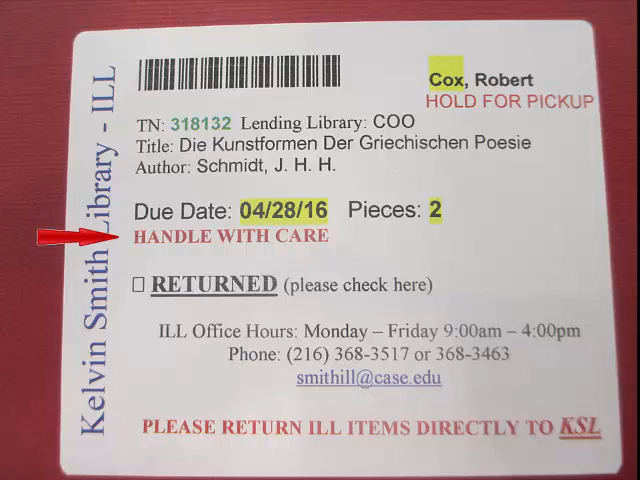 Kelvin Smith Library - ILL
Cox, Robert
HOLD FOR PICKUP
TN: 318132 Lending Library: COO
Title: Die Kunstformen Der Griechischen Poesie
Author: Schmidt, J. H. H.
Due Date: 04/28/16 Pieces: 2
HANDLE WITH CARE
☐ RETURNED (please check here)
ILL Office Hours: Monday – Friday 9:00am – 4:00pm
Phone: (216) 368-3517 or 368-3463
smithill@case.edu
PLEASE RETURN ILL ITEMS DIRECTLY TO KSL